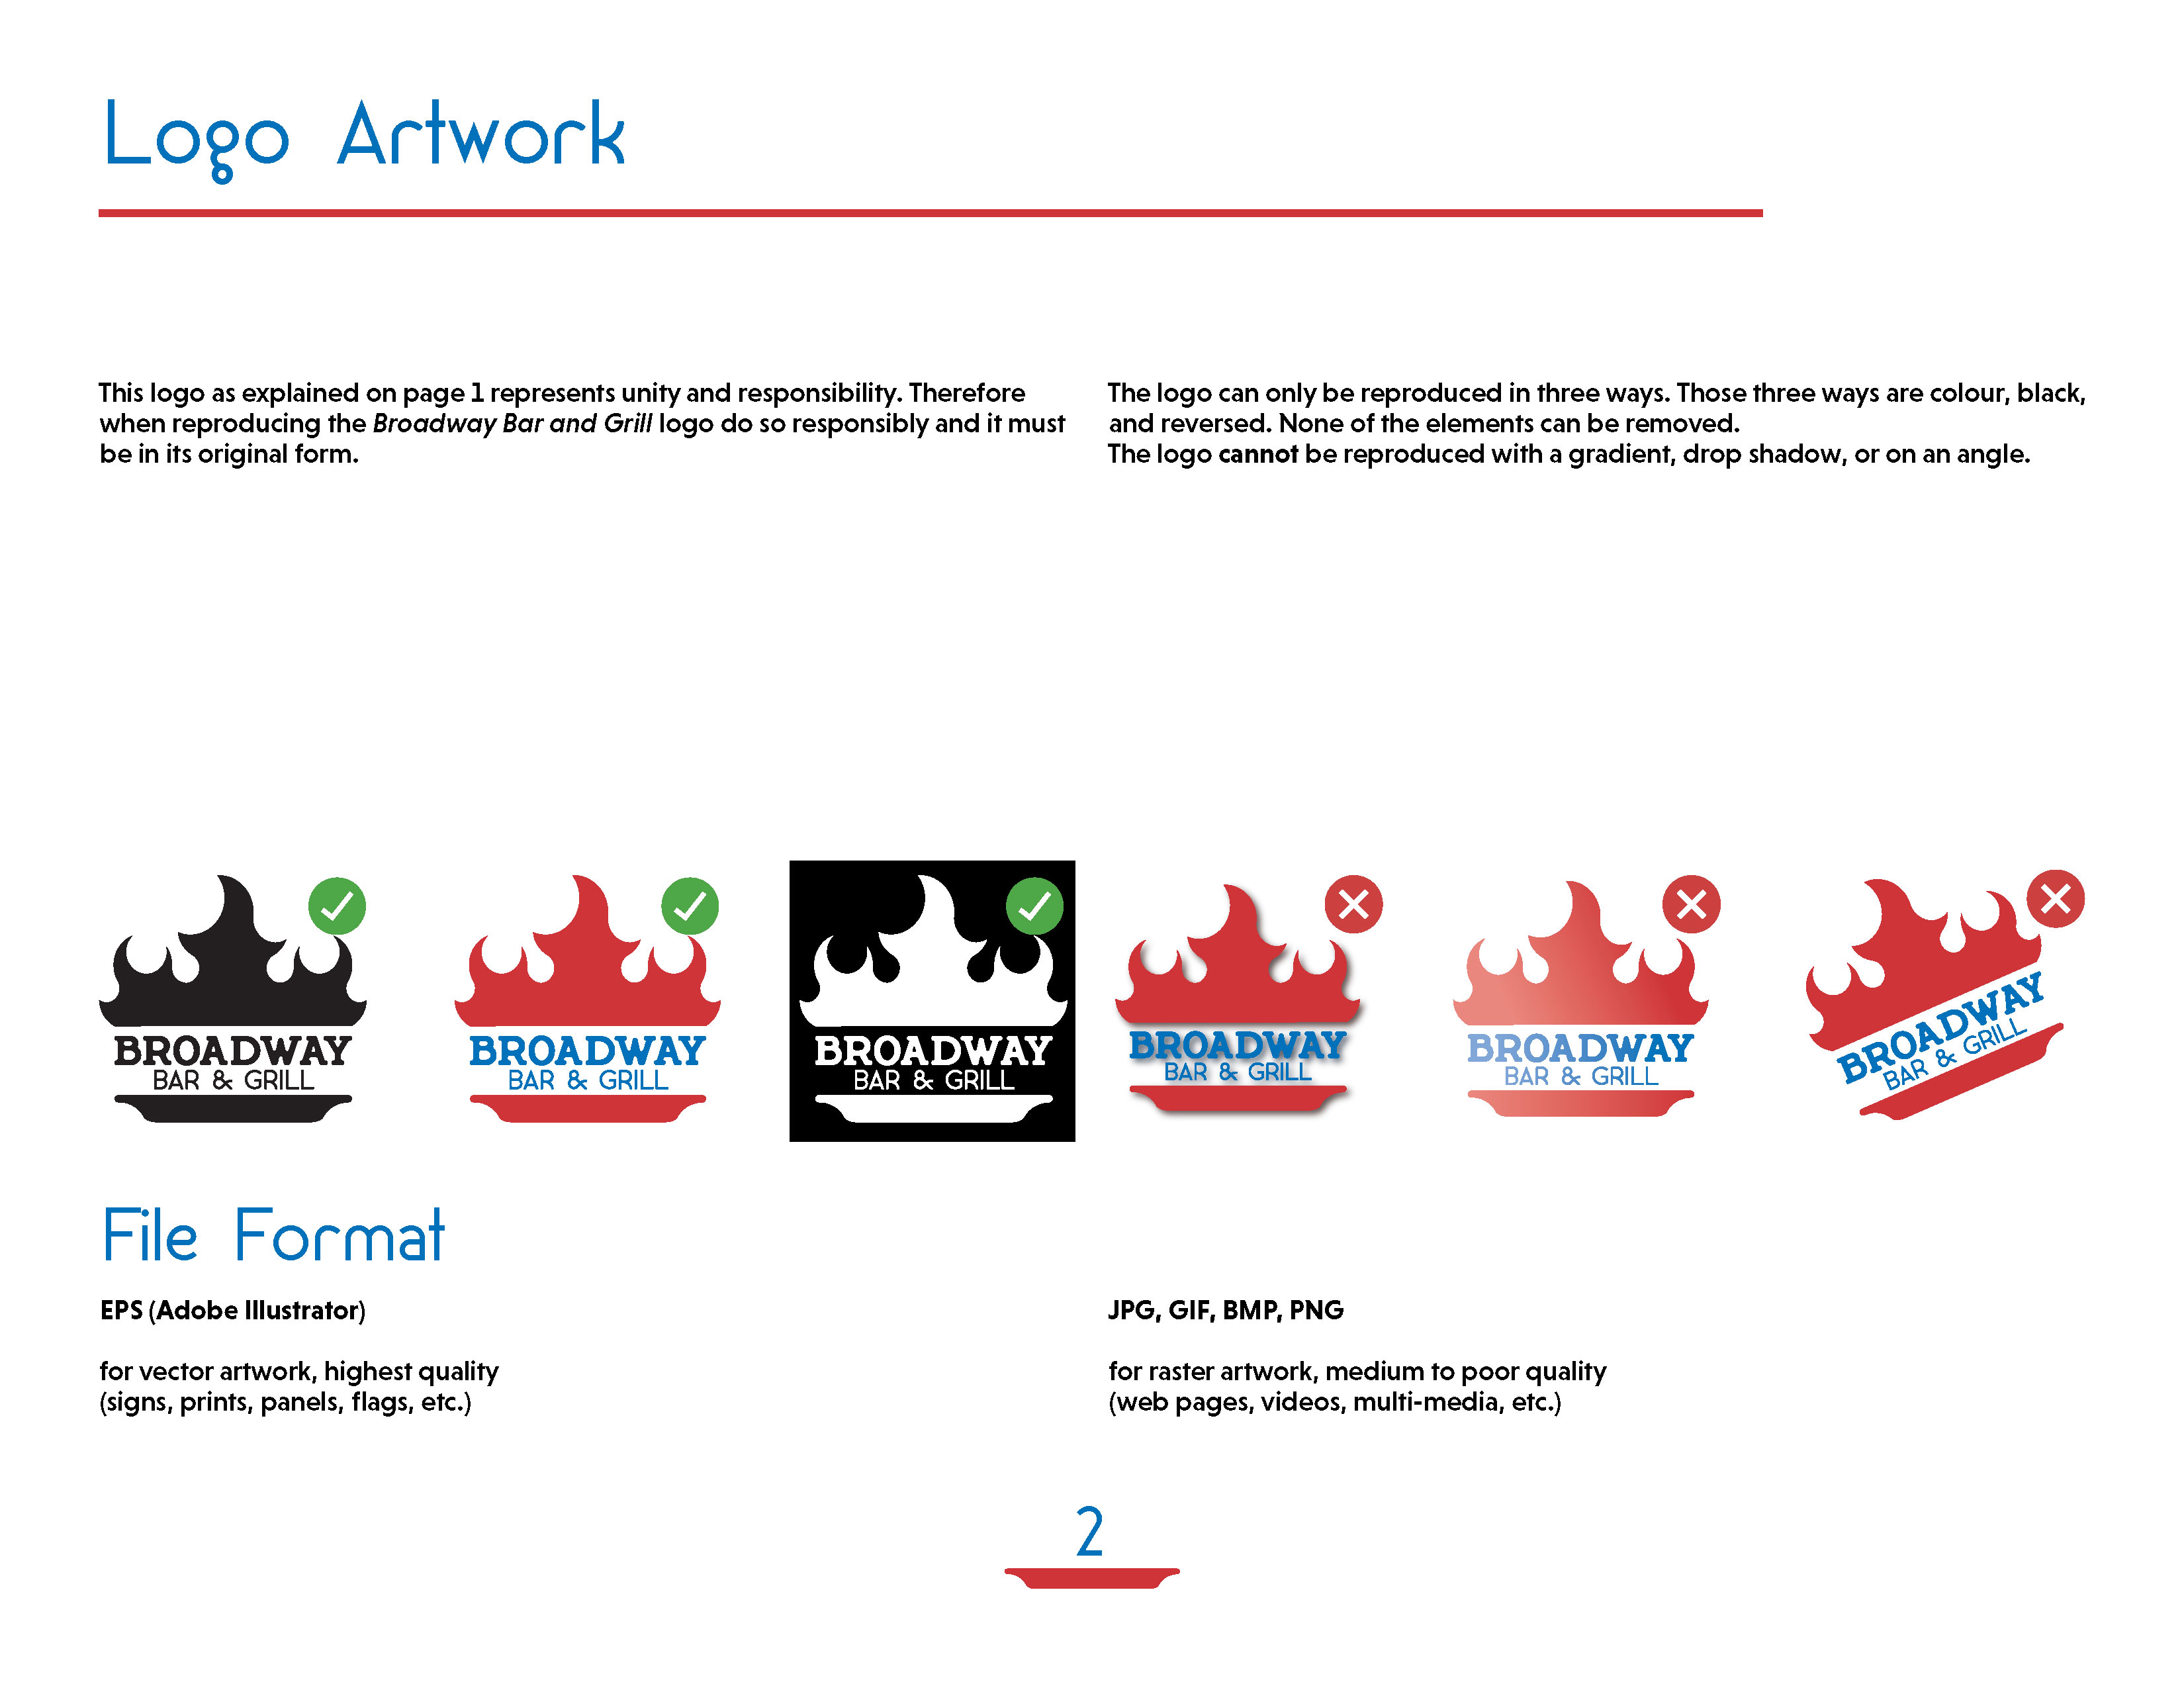 Logo Artwork
This logo as explained on page 1 represents unity and responsibility. Therefore
when reproducing the Broadway Bar and Grill logo do so responsibly and it must
be in its original form.
The logo can only be reproduced in three ways. Those three ways are colour, black,
and reversed. None of the elements can be removed.
The logo cannot be reproduced with a gradient, drop shadow, or on an angle.
BROADWAY
BAR & GRILL
BROADWAY
BAR & GRILL
BROADWAY
BAR & GRILL
BROADWAY
BAR & GRILL
BROADWAY
BAR & GRILL
BROADWAY
BAR & GRILL
File Format
EPS (Adobe Illustrator)
for vector artwork, highest quality
(signs, prints, panels, flags, etc.)
JPG, GIF, BMP, PNG
for raster artwork, medium to poor quality
(web pages, videos, multi-media, etc.)
2